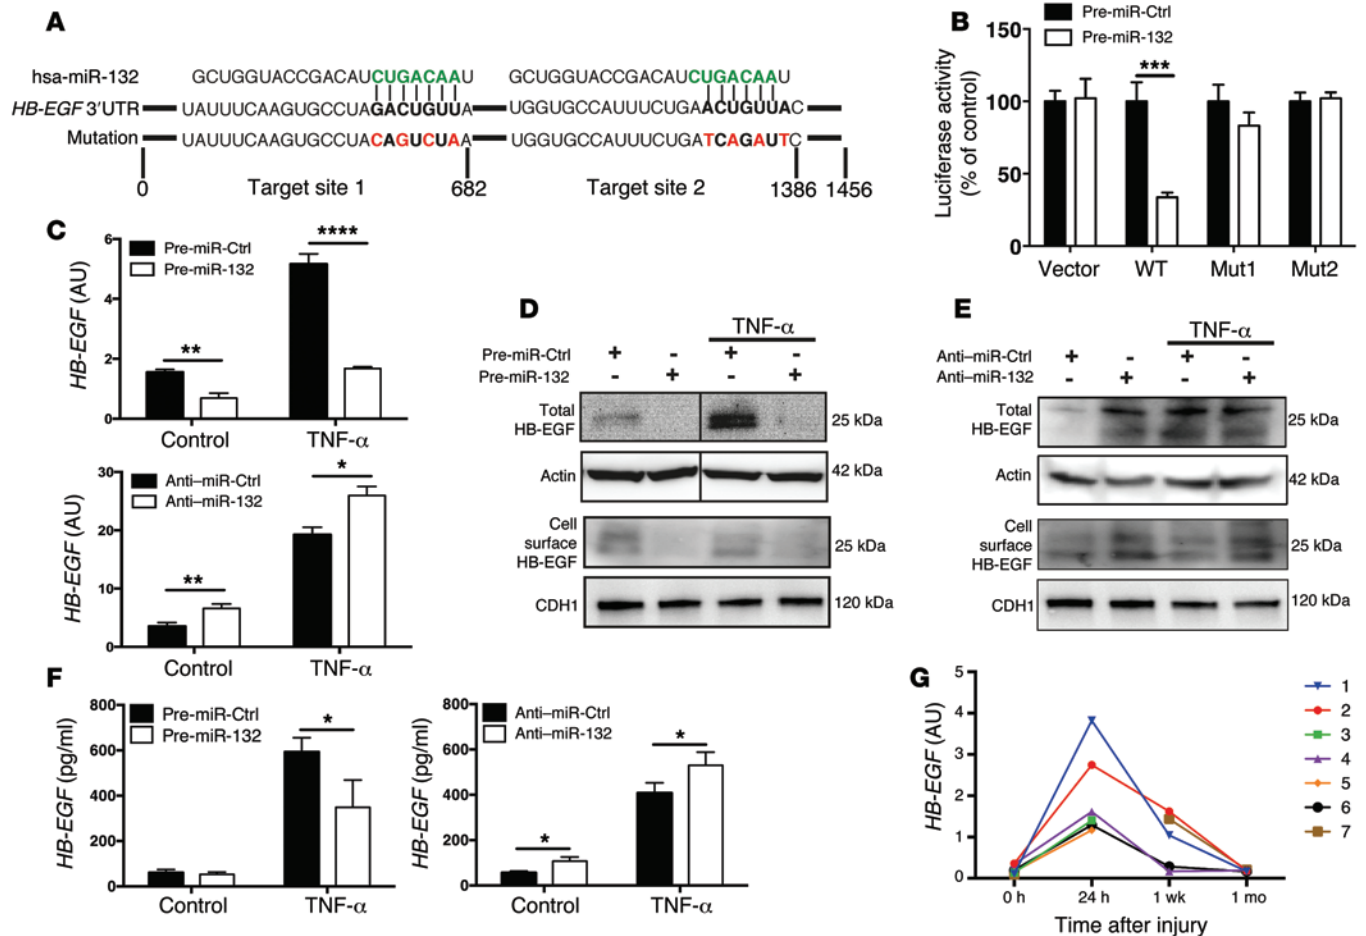 A
hsa-miR-132 GCUGGUACCGACAUCUGACAAU GCUGGUACCGACAUCUGACAAU
HB-EGF 3′UTR UAUUUCAAGUGCCUAGACUGUUA UGGUGCCAUUUCUGAACUGUUAC
Mutation UAUUUCAAGUGCCUACAGUCUAA UGGUGCCAUUUCUGATCAGAUTC
0 Target site 1 682 Target site 2 1386 1456
B
Pre-miR-Ctrl
Pre-miR-132
Luciferase activity
(% of control)
150
100
50
0
***
Vector WT Mut1 Mut2
C
HB-EGF (AU)
6
4
2
0
Pre-miR-Ctrl
Pre-miR-132
**
****
Control TNF-α
HB-EGF (AU)
30
20
10
0
Anti–miR-Ctrl
Anti–miR-132
**
*
Control TNF-α
D
TNF-α
Pre-miR-Ctrl + - + -
Pre-miR-132 - + - +
Total
HB-EGF
25 kDa
Actin
42 kDa
Cell
surface
HB-EGF
25 kDa
CDH1
120 kDa
E
TNF-α
Anti–miR-Ctrl + - + -
Anti–miR-132 - + - +
Total
HB-EGF
25 kDa
Actin
42 kDa
Cell
surface
HB-EGF
25 kDa
CDH1
120 kDa
F
HB-EGF (pg/ml)
800
600
400
200
0
Pre-miR-Ctrl
Pre-miR-132
*
Control TNF-α
HB-EGF (pg/ml)
800
600
400
200
0
Anti–miR-Ctrl
Anti–miR-132
*
*
Control TNF-α
G
HB-EGF (AU)
5
4
3
2
1
0
0 h 24 h 1 wk 1 mo
Time after injury
1
2
3
4
5
6
7